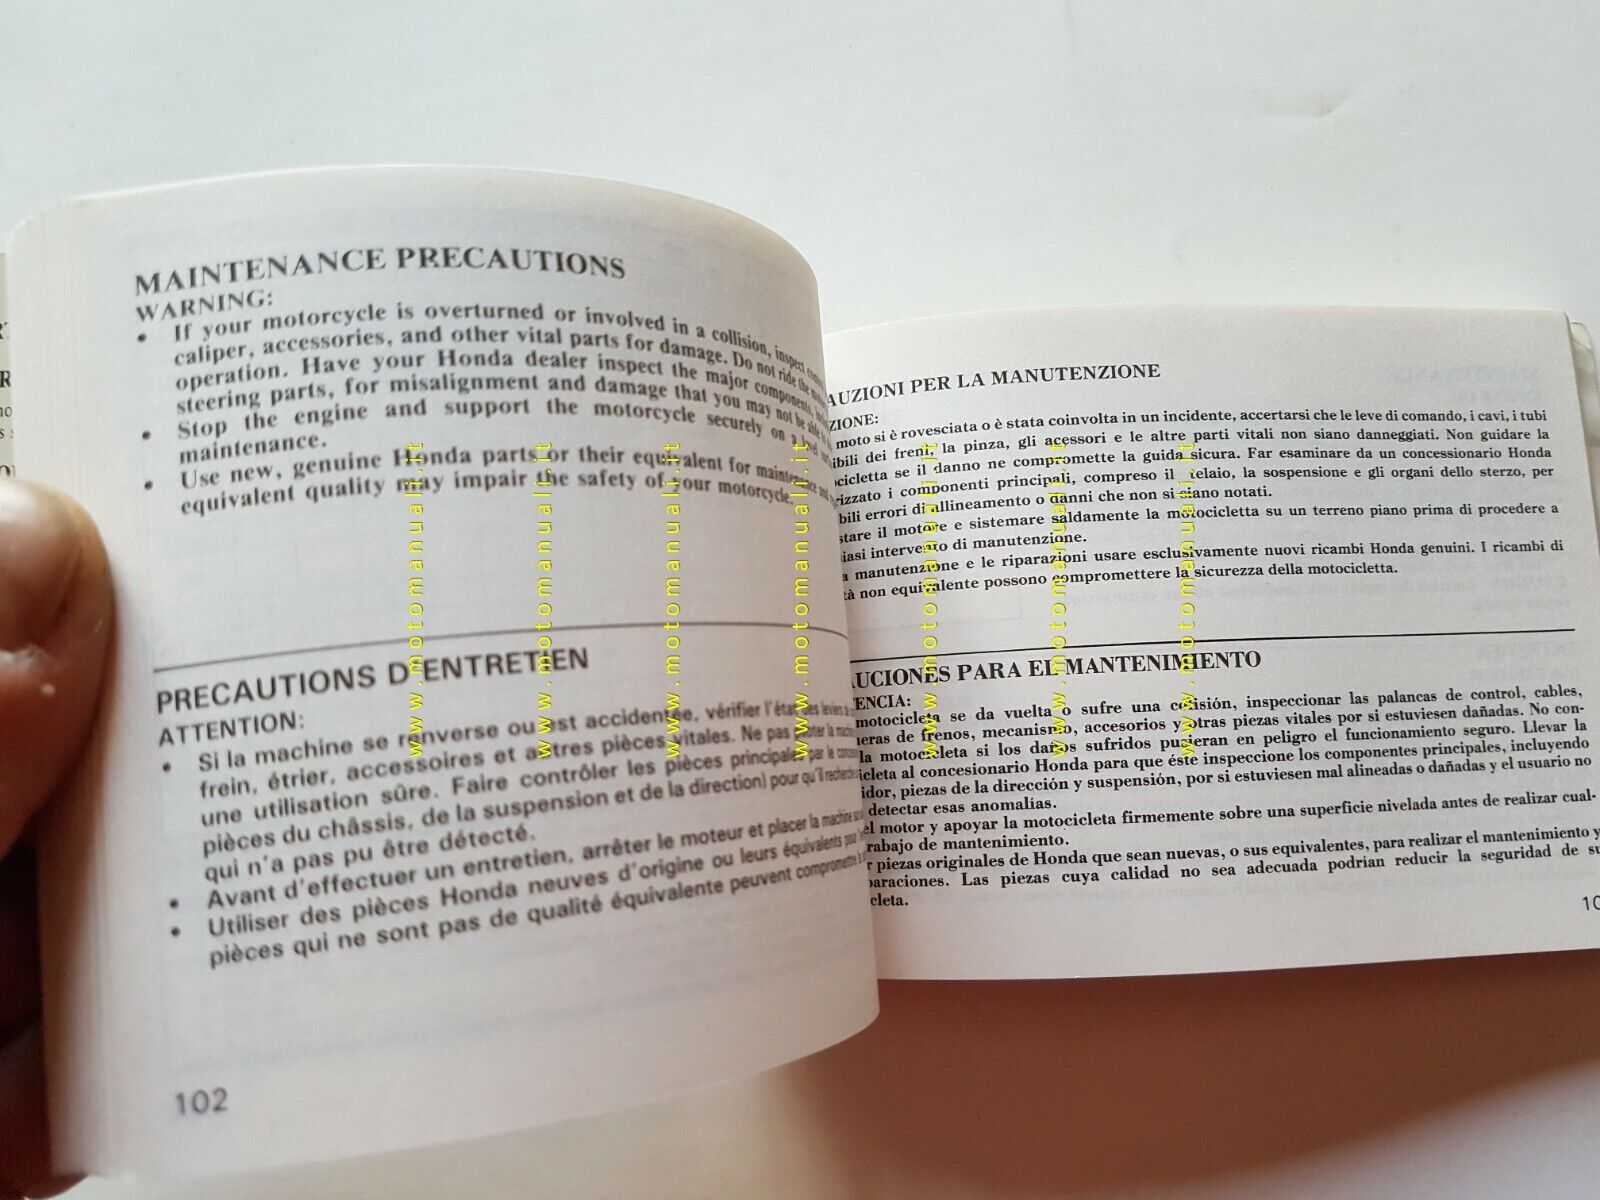 MAINTENANCE PRECAUTIONS
WARNING:
• If your motorcycle is overturned or involved in a collision, inspect control
caliper, accessories, and other vital parts for damage. Do not ride the
operation. Have your Honda dealer inspect the major components,
steering parts, for misalignment and damage that you may not be able
• Stop the engine and support the motorcycle securely on a level
maintenance.
• Use new, genuine Honda parts or their equivalent for maintenance and
equivalent quality may impair the safety of your motorcycle.
PRECAUTIONS D'ENTRETIEN
ATTENTION:
• Si la machine se renverse ou est accidentée, vérifier l'état des leviers
frein, étrier, accessoires et autres pièces vitales. Ne pas piloter la machine
une utilisation sûre. Faire contrôler les pièces principales par le
pièces du châssis, de la suspension et de la direction) pour qu'il recherche
qui n'a pas pu être détecté.
• Avant d'effectuer un entretien, arrêter le moteur et placer la machine
• Utiliser des pièces Honda neuves d'origine ou leurs équivalents pour
pièces qui ne sont pas de qualité équivalente peuvent compromettre
102
AUZIONI PER LA MANUTENZIONE
ZIONE:
moto si è rovesciata o è stata coinvolta in un incidente, accertarsi che le leve di comando, i cavi, i tubi
ibili dei freni, la pinza, gli acessori e le altre parti vitali non siano danneggiati. Non guidare la
cicletta se il danno ne compromette la guida sicura. Far esaminare da un concessionario Honda
rizzato i componenti principali, compreso il telaio, la sospensione e gli organi dello sterzo, per
bili errori di allineamento o danni che non si siano notati.
stare il motore e sistemare saldamente la motocicletta su un terreno piano prima di procedere a
iasi intervento di manutenzione.
a manutenzione e le riparazioni usare esclusivamente nuovi ricambi Honda genuini. I ricambi di
tà non equivalente possono compromettere la sicurezza della motocicletta.
AUCIONES PARA EL MANTENIMIENTO
ENCIA:
motocicleta se da vuelta o sufre una colisión, inspeccionar las palancas de control, cables,
eras de frenos, mecanismo, accesorios y otras piezas vitales por si estuviesen dañadas. No con-
la motocicleta si los daños sufridos pusieran en peligro el funcionamiento seguro. Llevar la
icleta al concesionario Honda para que éste inspeccione los componentes principales, incluyendo
idor, piezas de la dirección y suspensión, por si estuviesen mal alineadas o dañadas y el usuario no
detectar esas anomalías.
el motor y apoyar la motocicleta firmemente sobre una superficie nivelada antes de realizar cual-
rabajo de mantenimiento.
r piezas originales de Honda que sean nuevas, o sus equivalentes, para realizar el mantenimiento y
paraciones. Las piezas cuya calidad no sea adecuada podrían reducir la seguridad de su
cleta.
10
www.motomanuali.it
www.motomanuali.it
www.motomanuali.it
www.motomanuali.it
www.motomanuali.it
www.motomanuali.it
www.motomanuali.it